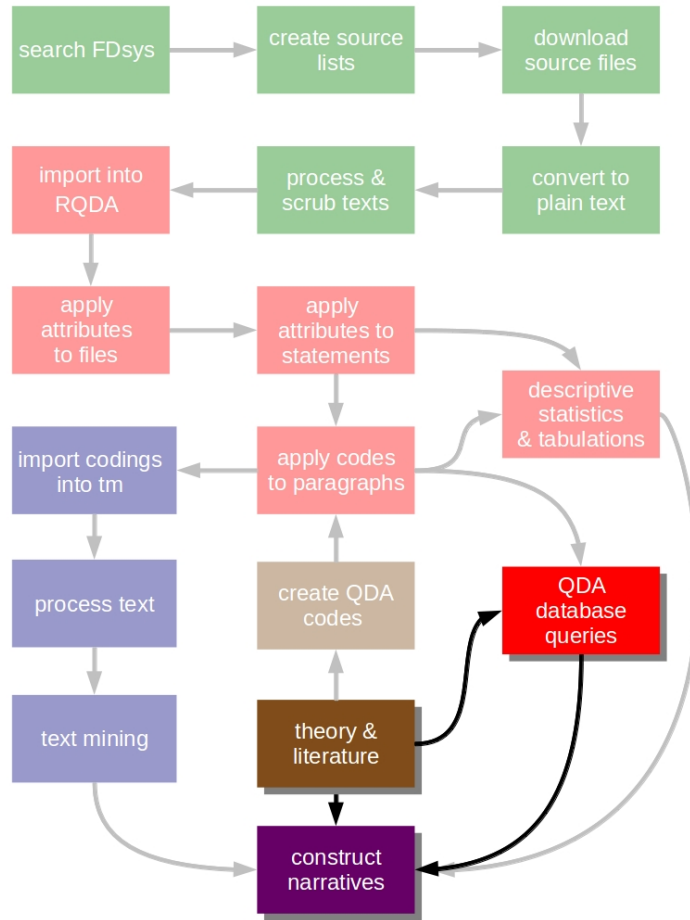 search FDsys
create source
lists
download
source files
import into
RQDA
process &
scrub texts
convert to
plain text
apply
attributes
to files
apply
attributes to
statements
descriptive
statistics
& tabulations
import codings
into tm
apply codes
to paragraphs
process text
create QDA
codes
QDA
database
queries
text mining
theory &
literature
construct
narratives